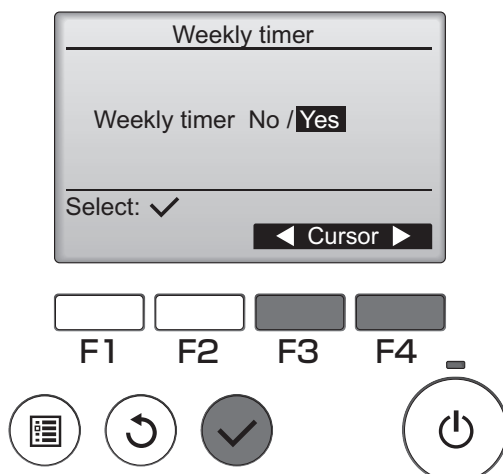 Weekly timer
Weekly timer No / Yes
Select: ✓
◀ Cursor ▶
F1 F2 F3 F4